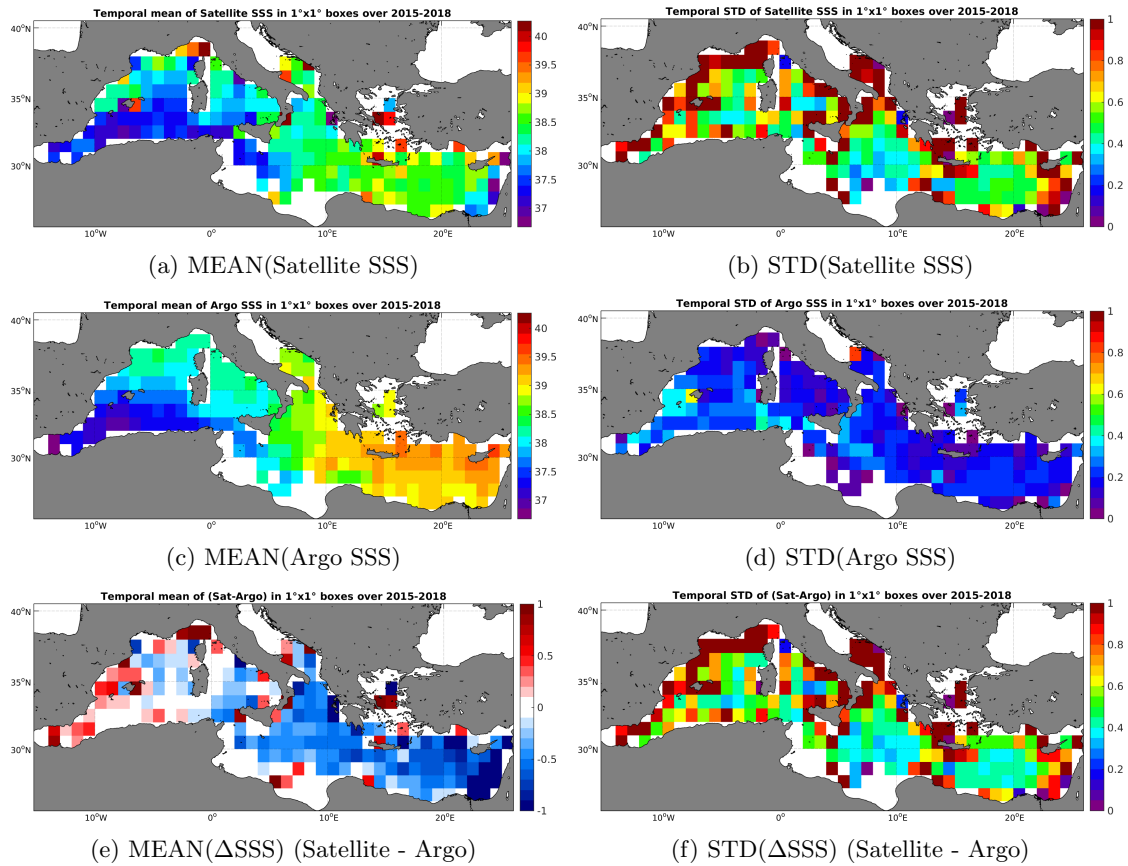 Temporal mean of Satellite SSS in 1°x1° boxes over 2015-2018
40°N
35°N
30°N
10°W
0°
10°E
20°E
40
39.5
39
38.5
38
37.5
37
(a) MEAN(Satellite SSS)
Temporal STD of Satellite SSS in 1°x1° boxes over 2015-2018
40°N
35°N
30°N
10°W
0°
10°E
20°E
1
0.8
0.6
0.4
0.2
0
(b) STD(Satellite SSS)
Temporal mean of Argo SSS in 1°x1° boxes over 2015-2018
40°N
35°N
30°N
10°W
0°
10°E
20°E
40
39.5
39
38.5
38
37.5
37
(c) MEAN(Argo SSS)
Temporal STD of Argo SSS in 1°x1° boxes over 2015-2018
40°N
35°N
30°N
10°W
0°
10°E
20°E
1
0.8
0.6
0.4
0.2
0
(d) STD(Argo SSS)
Temporal mean of (Sat-Argo) in 1°x1° boxes over 2015-2018
40°N
35°N
30°N
10°W
0°
10°E
20°E
1
0.5
0
-0.5
-1
(e) MEAN(ΔSSS) (Satellite - Argo)
Temporal STD of (Sat-Argo) in 1°x1° boxes over 2015-2018
40°N
35°N
30°N
10°W
0°
10°E
20°E
1
0.8
0.6
0.4
0.2
0
(f) STD(ΔSSS) (Satellite - Argo)